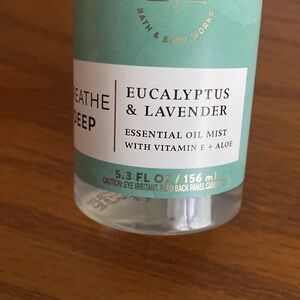 BATH & BODY WORKS
EUCALYPTUS
& LAVENDER
EATHE
DEEP
ESSENTIAL OIL MIST
WITH VITAMIN E + ALOE
5.3 FL OZ / 156 mL
CAUTION: EYE IRRITANT. READ BACK PANEL CAREFULLY